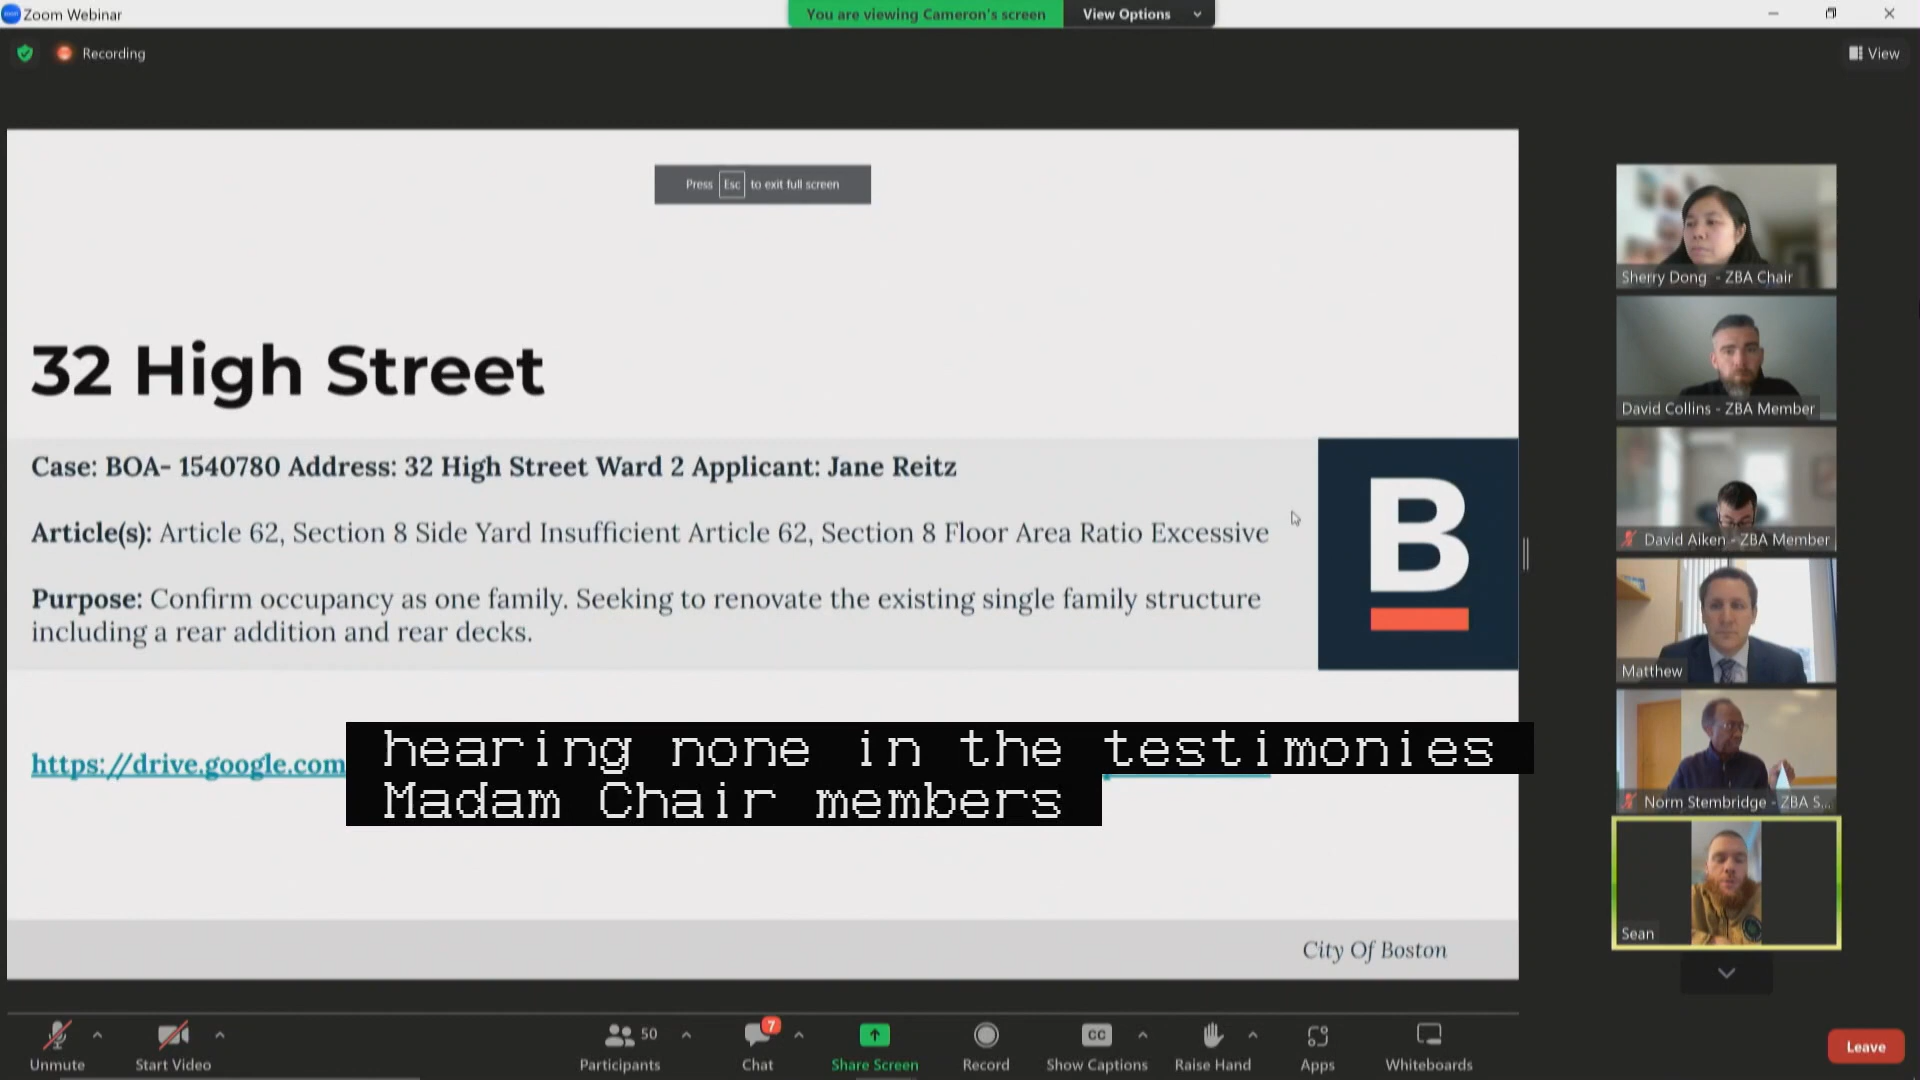 Zoom Webinar
You are viewing Cameron's screen
View Options
Recording
View
Press Esc to exit full screen
32 High Street
Case: BOA- 1540780 Address: 32 High Street Ward 2 Applicant: Jane Reitz
Article(s): Article 62, Section 8 Side Yard Insufficient Article 62, Section 8 Floor Area Ratio Excessive
Purpose: Confirm occupancy as one family. Seeking to renovate the existing single family structure
including a rear addition and rear decks.
B
https://drive.google.com
hearing none in the testimonies
Madam Chair members
City Of Boston
Sherry Dong - ZBA Chair
David Collins - ZBA Member
David Aiken - ZBA Member
Matthew
Norm Stembridge - ZBA S...
Sean
Unmute
Start Video
50
Participants
7
Chat
Share Screen
Record
CC
Show Captions
Raise Hand
Apps
Whiteboards
Leave